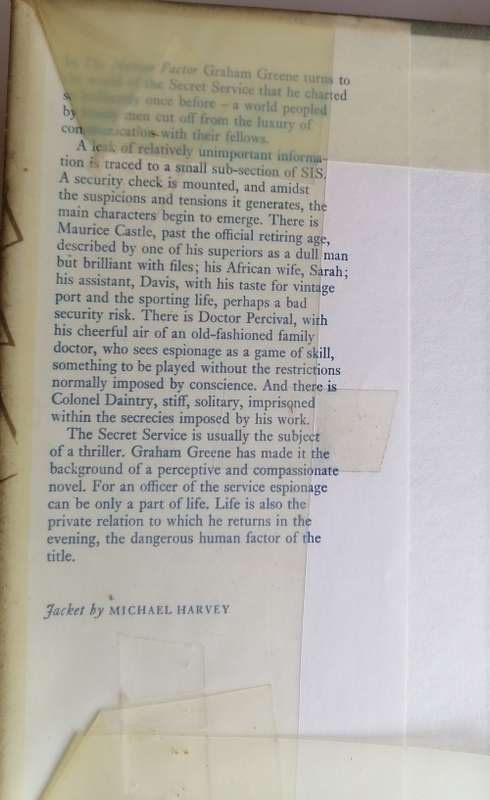 In The Human Factor Graham Greene turns to
the world of the Secret Service that he charted
once before – a world peopled
by men cut off from the luxury of
communication with their fellows.
A leak of relatively unimportant informa-
tion is traced to a small sub-section of SIS.
A security check is mounted, and amidst
the suspicions and tensions it generates, the
main characters begin to emerge. There is
Maurice Castle, past the official retiring age,
described by one of his superiors as a dull man
but brilliant with files; his African wife, Sarah;
his assistant, Davis, with his taste for vintage
port and the sporting life, perhaps a bad
security risk. There is Doctor Percival, with
his cheerful air of an old-fashioned family
doctor, who sees espionage as a game of skill,
something to be played without the restrictions
normally imposed by conscience. And there is
Colonel Daintry, stiff, solitary, imprisoned
within the secrecies imposed by his work.
The Secret Service is usually the subject
of a thriller. Graham Greene has made it the
background of a perceptive and compassionate
novel. For an officer of the service espionage
can be only a part of life. Life is also the
private relation to which he returns in the
evening, the dangerous human factor of the
title.
Jacket by MICHAEL HARVEY